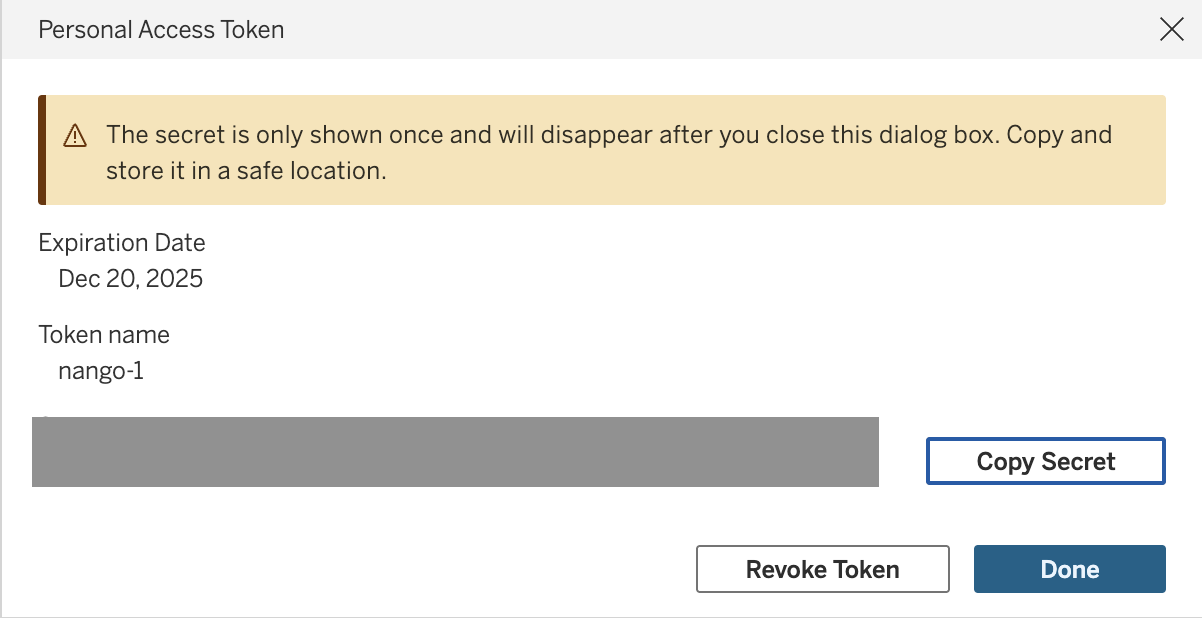 Personal Access Token
The secret is only shown once and will disappear after you close this dialog box. Copy and
store it in a safe location.
Expiration Date
Dec 20, 2025
Token name
nango-1
Copy Secret
Revoke Token
Done